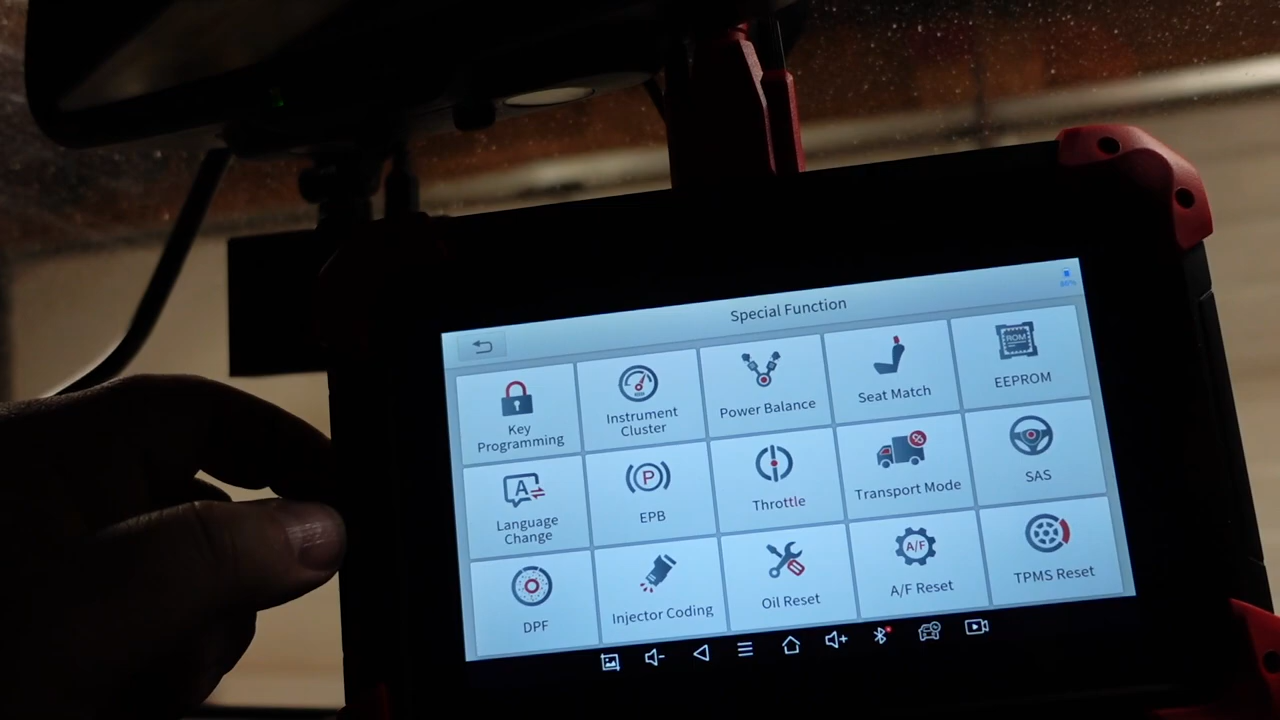 Special Function
Key
Programming
Instrument
Cluster
Power Balance
Seat Match
ROM
EEPROM
A
Language
Change
P
EPB
Throttle
Transport Mode
SAS
DPF
Injector Coding
Oil Reset
A/F
A/F Reset
TPMS Reset